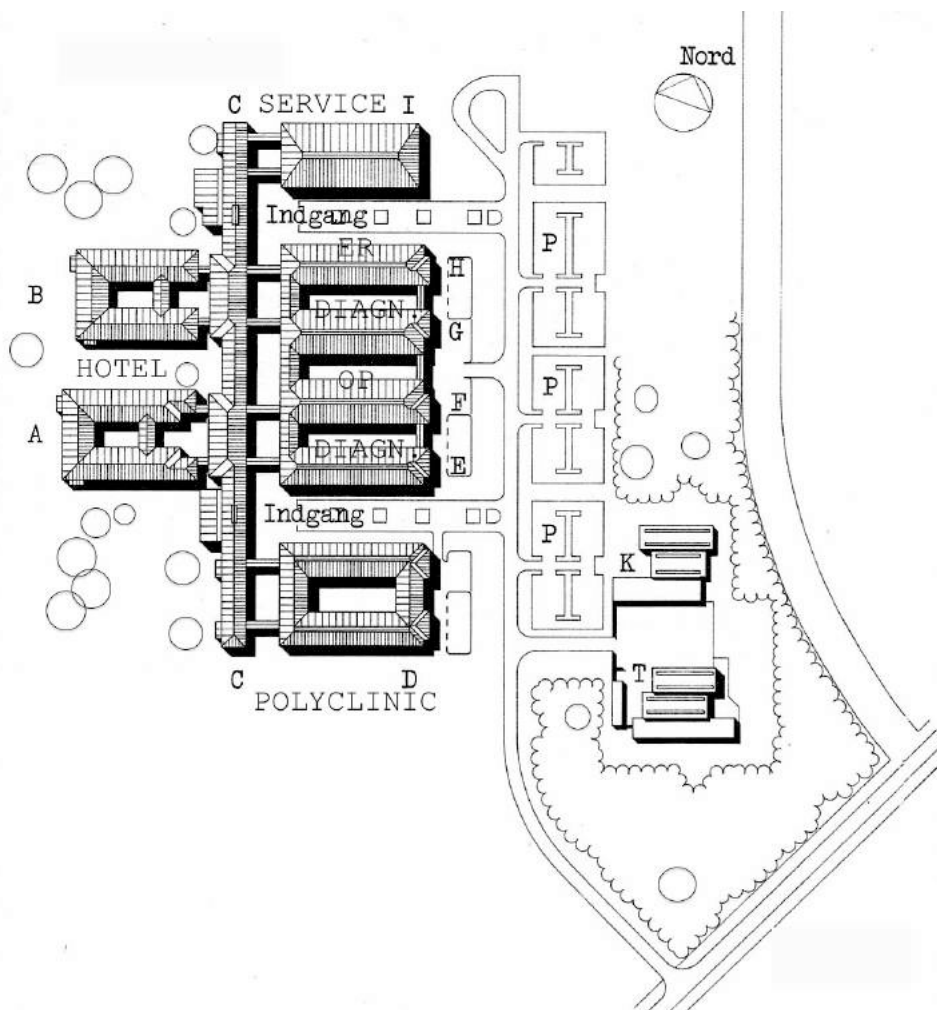 Nord
C SERVICE I
Indgang
P
ER
H
B
DIAGN.
G
HOTEL
OP
P
F
A
DIAGN.
E
Indgang
P
K
T
C
D
POLYCLINIC